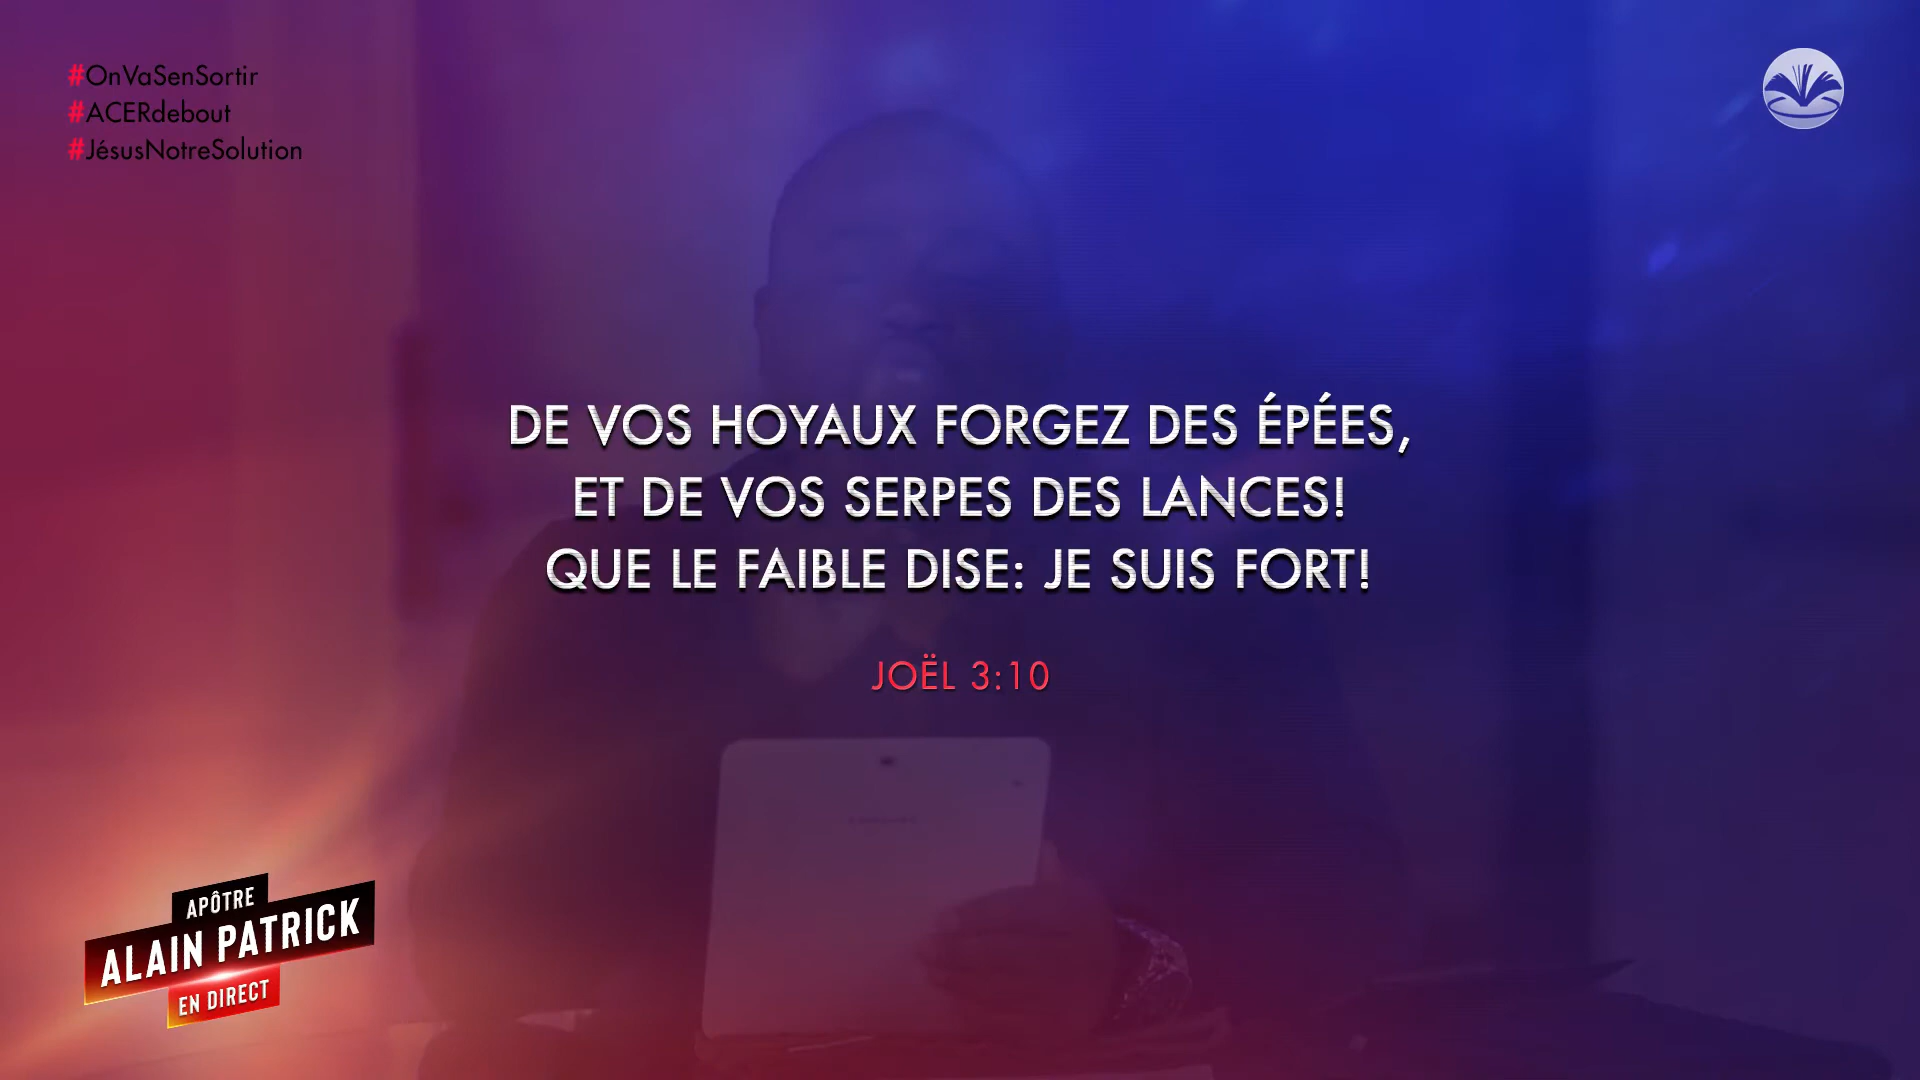 #OnVaSenSortir
#ACERdebout
#JésusNotreSolution
DE VOS HOYAUX FORGEZ DES ÉPÉES,
ET DE VOS SERPES DES LANCES!
QUE LE FAIBLE DISE: JE SUIS FORT!
JOËL 3:10
APÔTRE
ALAIN PATRICK
EN DIRECT